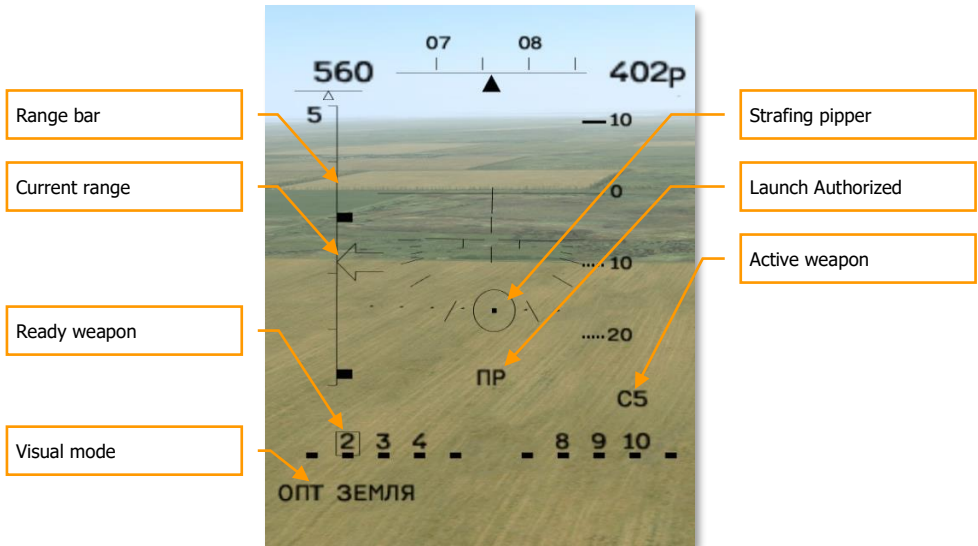 07 08
560 402р
Range bar
5
10
Strafing pipper
Current range
0
Launch Authorized
10
Active weapon
Ready weapon
20
ПР
С5
2 3 4 8 9 10
Visual mode
ОПТ ЗЕМЛЯ